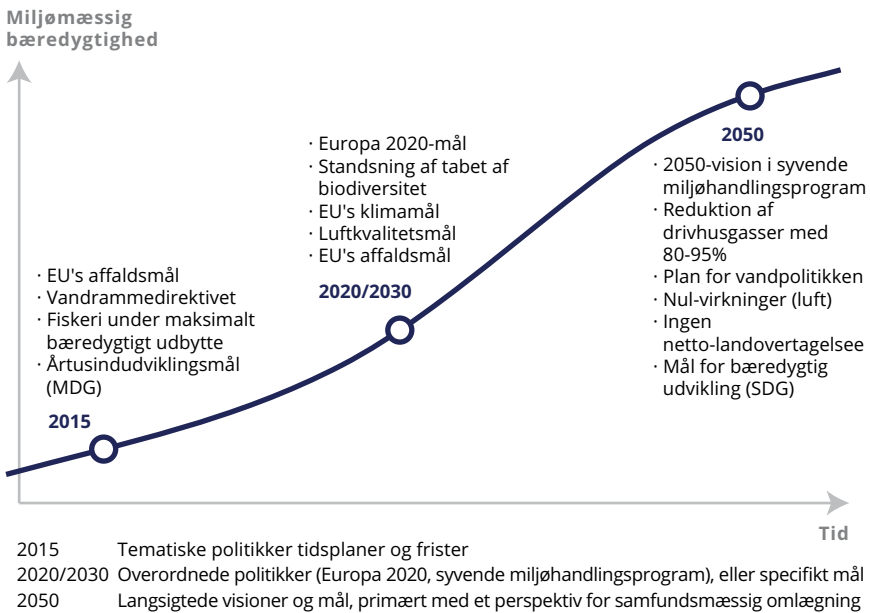 Miljømæssig
bæredygtighed
· EU's affaldsmål
· Vandrammedirektivet
· Fiskeri under maksimalt
bæredygtigt udbytte
· Årtusindudviklingsmål
(MDG)
2015
· Europa 2020-mål
· Standsning af tabet af
biodiversitet
· EU's klimamål
· Luftkvalitetsmål
· EU's affaldsmål
2020/2030
2050
· 2050-vision i syvende
miljøhandlingsprogram
· Reduktion af
drivhusgasser med
80-95%
· Plan for vandpolitikken
· Nul-virkninger (luft)
· Ingen
netto-landovertagelsee
· Mål for bæredygtig
udvikling (SDG)
Tid
2015 Tematiske politikker tidsplaner og frister
2020/2030 Overordnede politikker (Europa 2020, syvende miljøhandlingsprogram), eller specifikt mål
2050 Langsigtede visioner og mål, primært med et perspektiv for samfundsmæssig omlægning